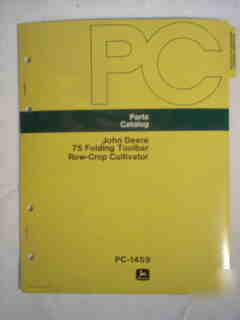 PC
Parts
Catalog
John Deere
75 Folding Toolbar
Row-Crop Cultivator
PC-1459